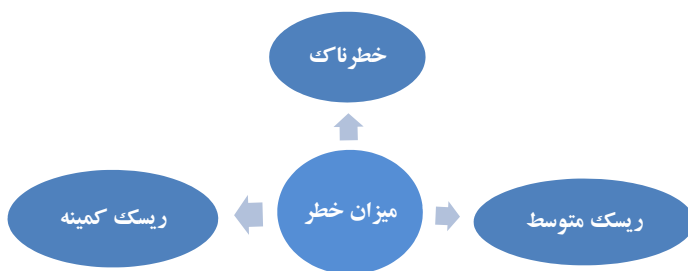 خطرناک
میزان خطر
ریسک متوسط
ریسک کمینه